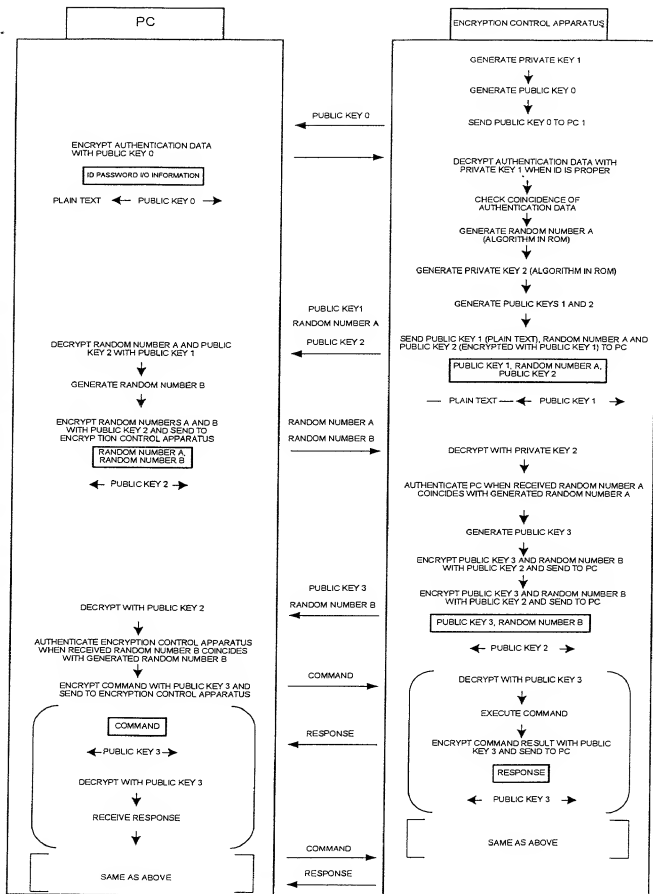 PC
ENCRYPTION CONTROL APPARATUS
GENERATE PRIVATE KEY 1
GENERATE PUBLIC KEY 0
PUBLIC KEY 0
SEND PUBLIC KEY 0 TO PC 1
ENCRYPT AUTHENTICATION DATA
WITH PUBLIC KEY 0
ID PASSWORD I/O INFORMATION
PLAIN TEXT
PUBLIC KEY 0
DECRYPT AUTHENTICATION DATA WITH
PRIVATE KEY 1 WHEN ID IS PROPER
CHECK COINCIDENCE OF
AUTHENTICATION DATA
GENERATE RANDOM NUMBER A
(ALGORITHM IN ROM)
GENERATE PRIVATE KEY 2 (ALGORITHM IN ROM)
GENERATE PUBLIC KEYS 1 AND 2
PUBLIC KEY1
RANDOM NUMBER A
PUBLIC KEY 2
SEND PUBLIC KEY 1 (PLAIN TEXT), RANDOM NUMBER A AND
PUBLIC KEY 2 (ENCRYPTED WITH PUBLIC KEY 1) TO PC
PUBLIC KEY 1, RANDOM NUMBER A,
PUBLIC KEY 2
PLAIN TEXT
PUBLIC KEY 1
DECRYPT RANDOM NUMBER A AND PUBLIC
KEY 2 WITH PUBLIC KEY 1
GENERATE RANDOM NUMBER B
ENCRYPT RANDOM NUMBERS A AND B
WITH PUBLIC KEY 2 AND SEND TO
ENCRYPTION CONTROL APPARATUS
RANDOM NUMBER A,
RANDOM NUMBER B
PUBLIC KEY 2
RANDOM NUMBER A
RANDOM NUMBER B
DECRYPT WITH PRIVATE KEY 2
AUTHENTICATE PC WHEN RECEIVED RANDOM NUMBER A
COINCIDES WITH GENERATED RANDOM NUMBER A
GENERATE PUBLIC KEY 3
ENCRYPT PUBLIC KEY 3 AND RANDOM NUMBER B
WITH PUBLIC KEY 2 AND SEND TO PC
ENCRYPT PUBLIC KEY 3 AND RANDOM NUMBER B
WITH PUBLIC KEY 2 AND SEND TO PC
PUBLIC KEY 3
RANDOM NUMBER B
PUBLIC KEY 3, RANDOM NUMBER B
PUBLIC KEY 2
DECRYPT WITH PUBLIC KEY 2
AUTHENTICATE ENCRYPTION CONTROL APPARATUS
WHEN RECEIVED RANDOM NUMBER B COINCIDES
WITH GENERATED RANDOM NUMBER B
ENCRYPT COMMAND WITH PUBLIC KEY 3 AND
SEND TO ENCRYPTION CONTROL APPARATUS
COMMAND
PUBLIC KEY 3
COMMAND
DECRYPT WITH PUBLIC KEY 3
EXECUTE COMMAND
ENCRYPT COMMAND RESULT WITH PUBLIC
KEY 3 AND SEND TO PC
RESPONSE
PUBLIC KEY 3
RESPONSE
DECRYPT WITH PUBLIC KEY 3
RECEIVE RESPONSE
SAME AS ABOVE
COMMAND
RESPONSE
SAME AS ABOVE